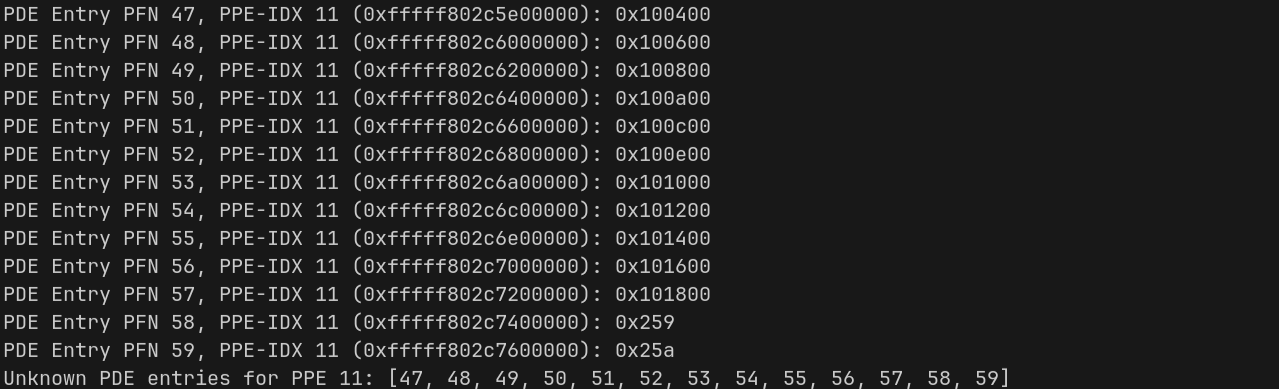 PDE Entry PFN 47, PPE-IDX 11 (0xfffff802c5e00000): 0x100400
PDE Entry PFN 48, PPE-IDX 11 (0xfffff802c6000000): 0x100600
PDE Entry PFN 49, PPE-IDX 11 (0xfffff802c6200000): 0x100800
PDE Entry PFN 50, PPE-IDX 11 (0xfffff802c6400000): 0x100a00
PDE Entry PFN 51, PPE-IDX 11 (0xfffff802c6600000): 0x100c00
PDE Entry PFN 52, PPE-IDX 11 (0xfffff802c6800000): 0x100e00
PDE Entry PFN 53, PPE-IDX 11 (0xfffff802c6a00000): 0x101000
PDE Entry PFN 54, PPE-IDX 11 (0xfffff802c6c00000): 0x101200
PDE Entry PFN 55, PPE-IDX 11 (0xfffff802c6e00000): 0x101400
PDE Entry PFN 56, PPE-IDX 11 (0xfffff802c7000000): 0x101600
PDE Entry PFN 57, PPE-IDX 11 (0xfffff802c7200000): 0x101800
PDE Entry PFN 58, PPE-IDX 11 (0xfffff802c7400000): 0x259
PDE Entry PFN 59, PPE-IDX 11 (0xfffff802c7600000): 0x25a
Unknown PDE entries for PPE 11: [47, 48, 49, 50, 51, 52, 53, 54, 55, 56, 57, 58, 59]